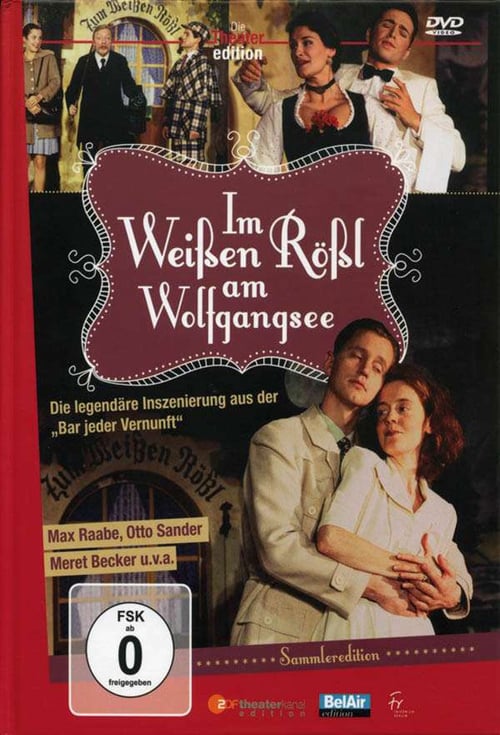 Zum Weißen Rößl
Die
Theater
edition
DVD
VIDEO
Im
Weißen Rößl
am
Wolfgangsee
Die legendäre Inszenierung aus der
„Bar jeder Vernunft“
Zum Weißen Rößl
Max Raabe, Otto Sander
Meret Becker u.v.a.
FSK
ab
0
freigegeben
Sammleredition
ZDFtheaterkanal
edition
BelAir
edition